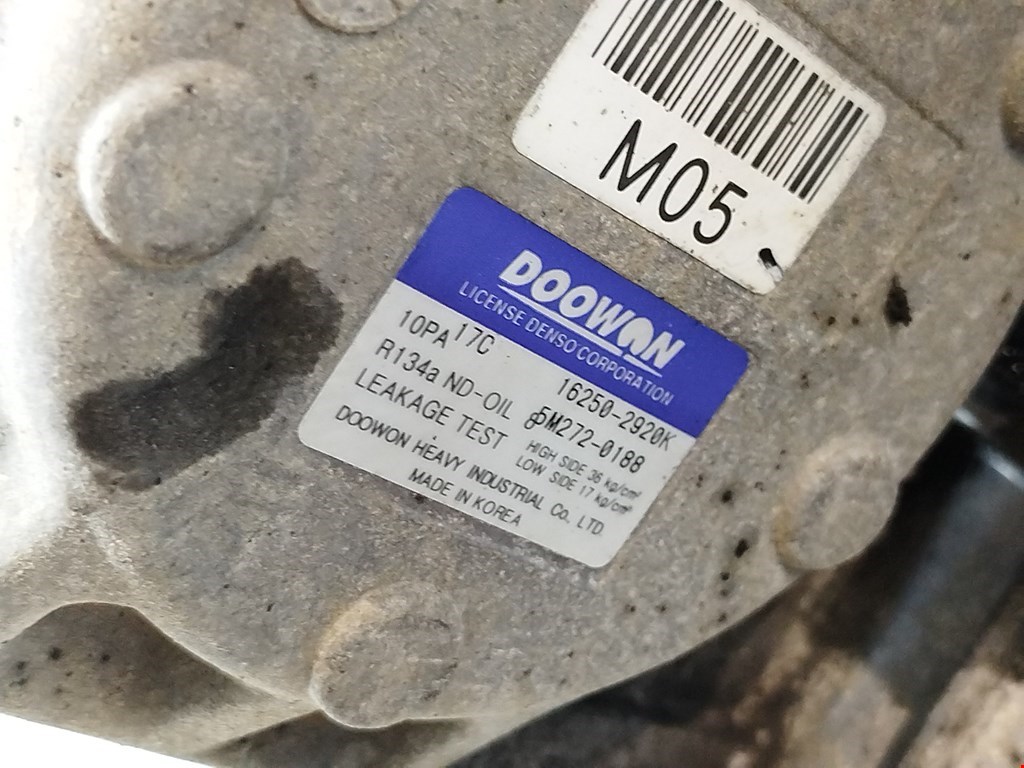 M05
DOOWON
LICENSE DENSO CORPORATION
10PA17C 16250-2920K
R134a ND-OIL 8 5M272-0188
LEAKAGE TEST HIGH SIDE 36 kg/cm²
LOW SIDE 17 kg/cm²
DOOWON HEAVY INDUSTRIAL Co., LTD.
MADE IN KOREA